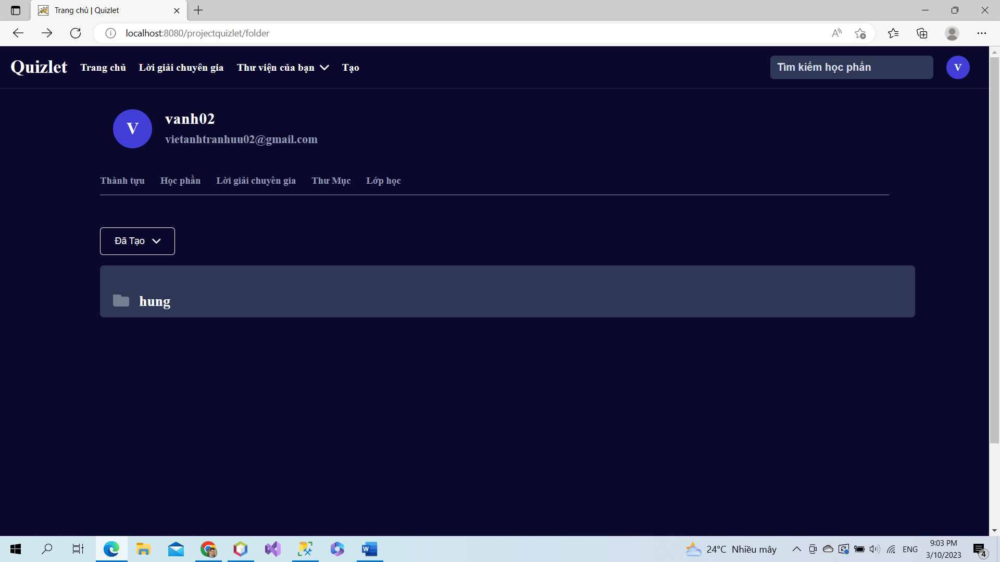 Trang chủ | Quizlet
localhost:8080/projectquizlet/folder
Quizlet Trang chủ Lời giải chuyên gia Thư viện của bạn Tạo Tìm kiếm học phần V
V vanh02
vietanhtranhuu02@gmail.com
Thành tựu Học phần Lời giải chuyên gia Thư Mục Lớp học
Đã Tạo
hung
24°C Nhiều mây ENG 9:03 PM
3/10/2023 4